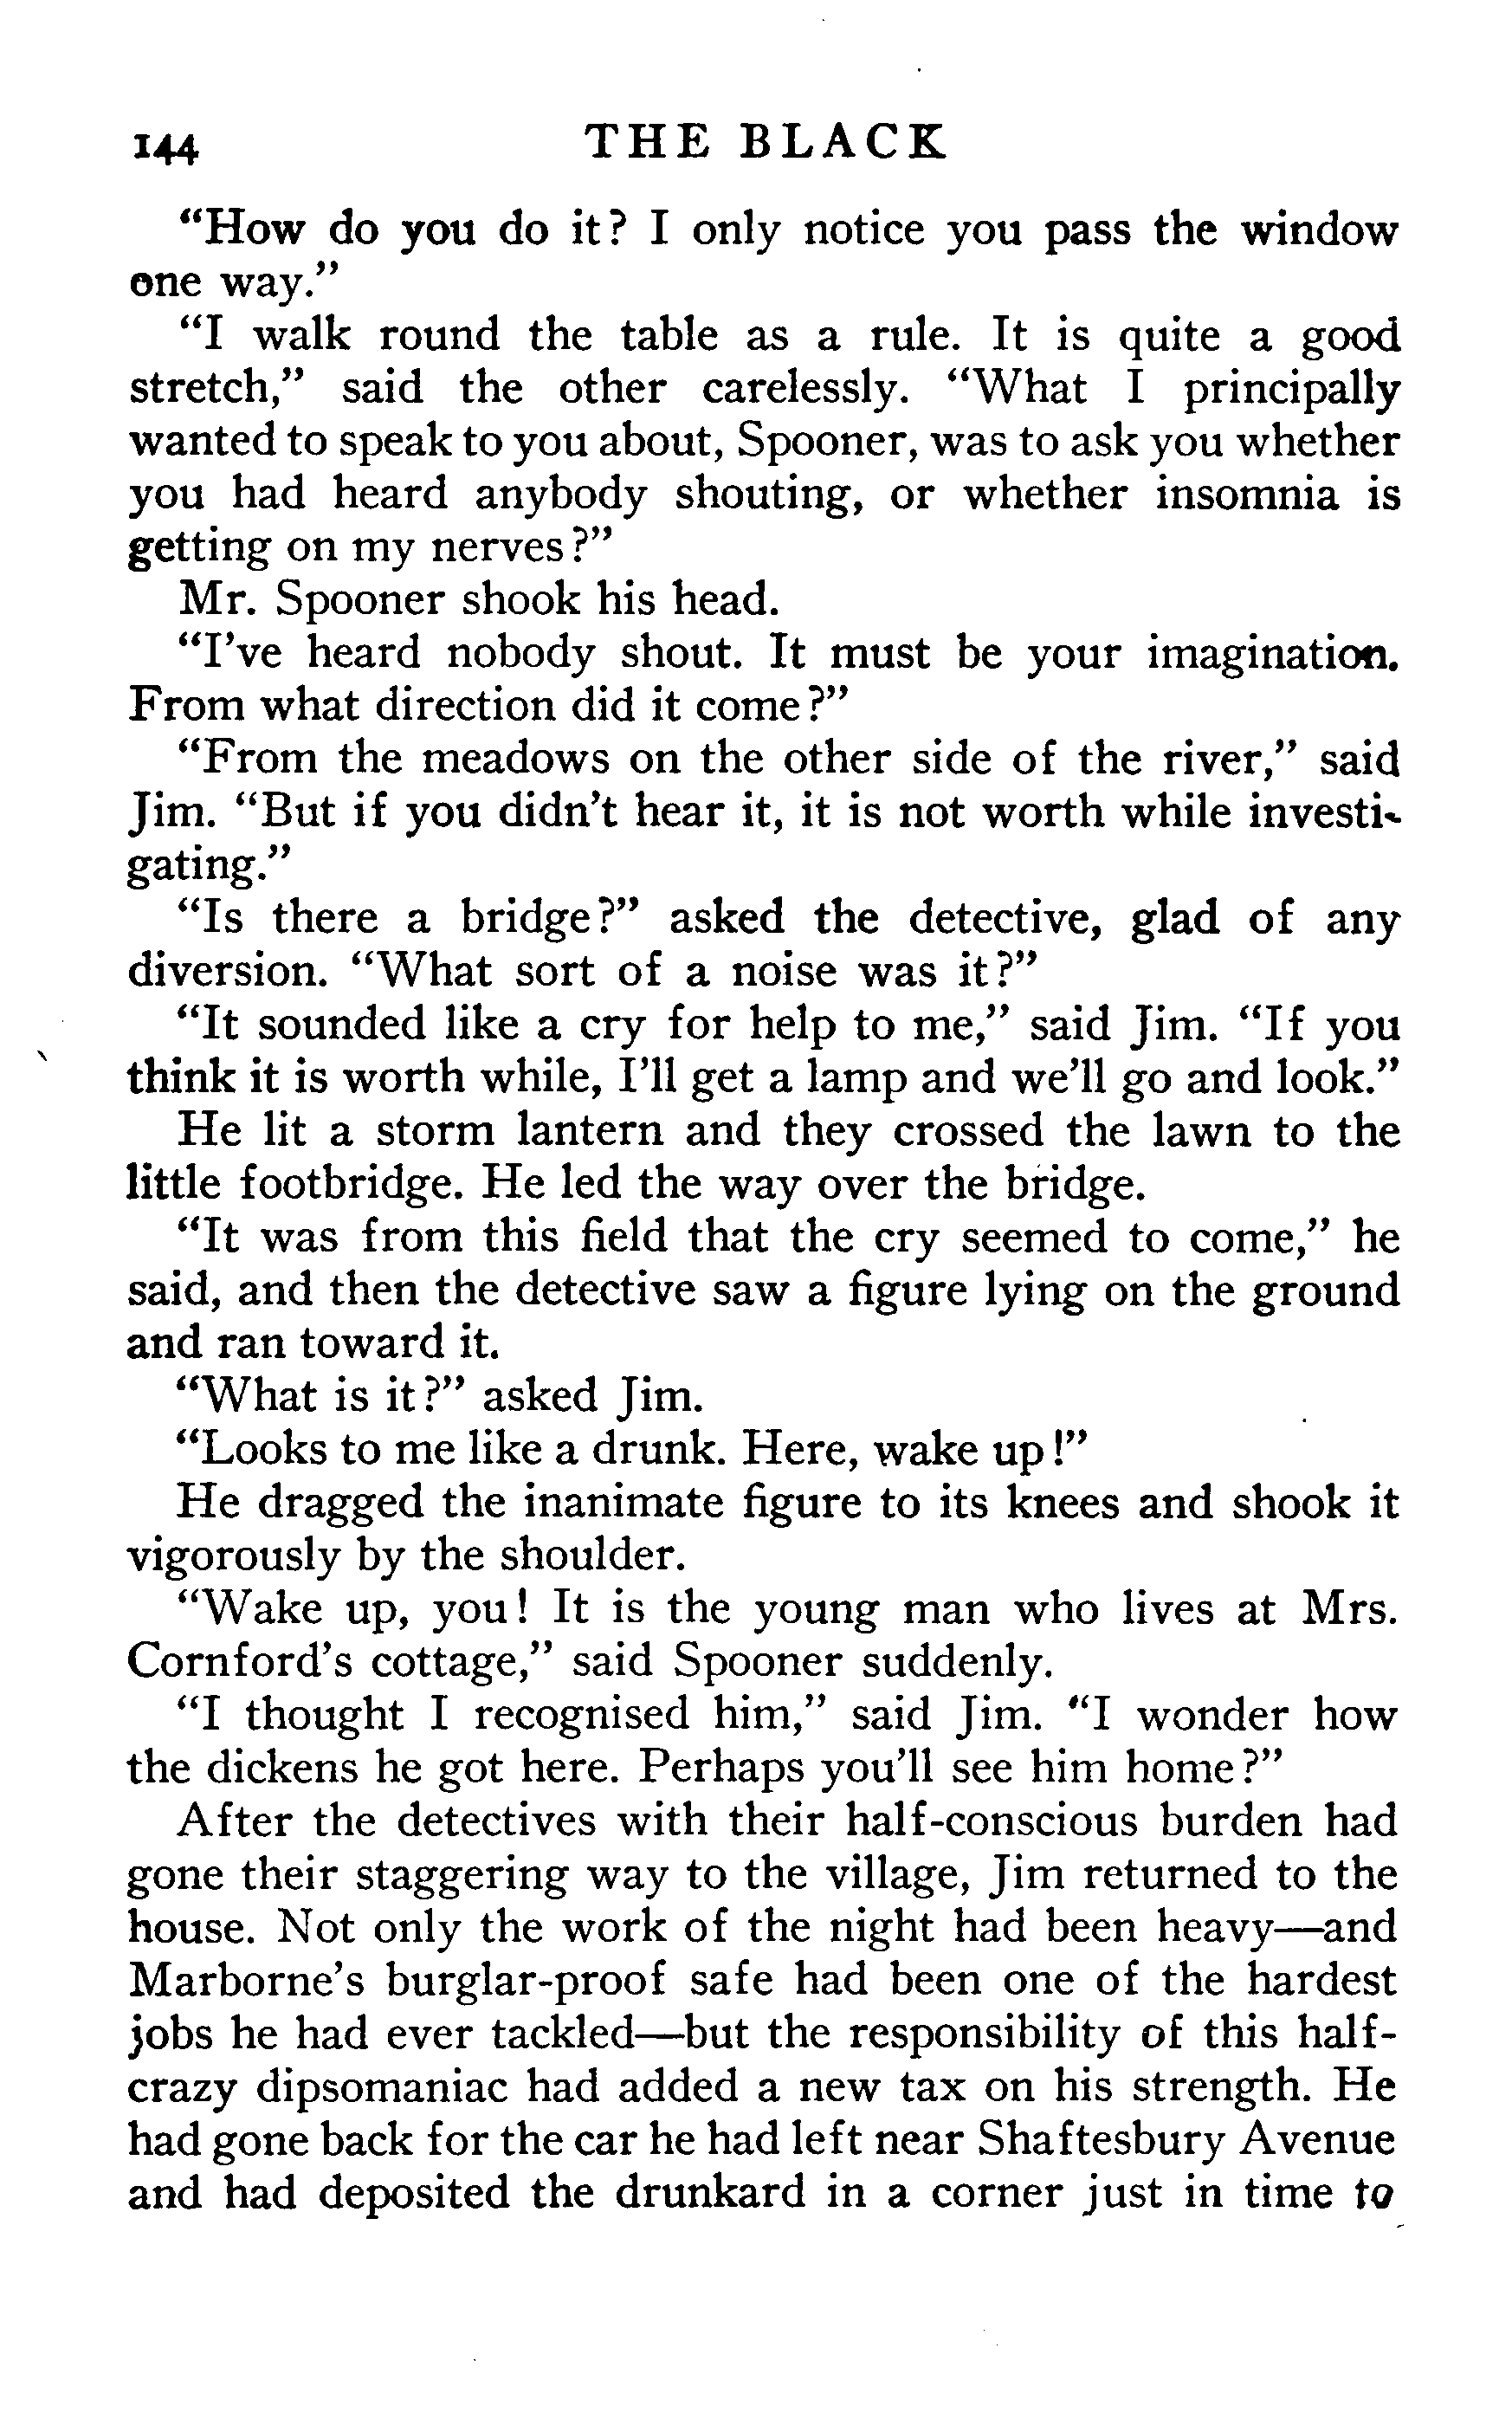 144 THE BLACK
“How do you do it? I only notice you pass the window
one way.”
“I walk round the table as a rule. It is quite a good
stretch,” said the other carelessly. “What I principally
wanted to speak to you about, Spooner, was to ask you whether
you had heard anybody shouting, or whether insomnia is
getting on my nerves?”
Mr. Spooner shook his head.
“I’ve heard nobody shout. It must be your imagination.
From what direction did it come?”
“From the meadows on the other side of the river,” said
Jim. “But if you didn’t hear it, it is not worth while investi-
gating.”
“Is there a bridge?” asked the detective, glad of any
diversion. “What sort of a noise was it?”
“It sounded like a cry for help to me,” said Jim. “If you
think it is worth while, I’ll get a lamp and we’ll go and look.”
He lit a storm lantern and they crossed the lawn to the
little footbridge. He led the way over the bridge.
“It was from this field that the cry seemed to come,” he
said, and then the detective saw a figure lying on the ground
and ran toward it.
“What is it?” asked Jim.
“Looks to me like a drunk. Here, wake up!”
He dragged the inanimate figure to its knees and shook it
vigorously by the shoulder.
“Wake up, you! It is the young man who lives at Mrs.
Cornford’s cottage,” said Spooner suddenly.
“I thought I recognised him,” said Jim. “I wonder how
the dickens he got here. Perhaps you’ll see him home?”
After the detectives with their half-conscious burden had
gone their staggering way to the village, Jim returned to the
house. Not only the work of the night had been heavy—and
Marborne’s burglar-proof safe had been one of the hardest
jobs he had ever tackled—but the responsibility of this half-
crazy dipsomaniac had added a new tax on his strength. He
had gone back for the car he had left near Shaftesbury Avenue
and had deposited the drunkard in a corner just in time to